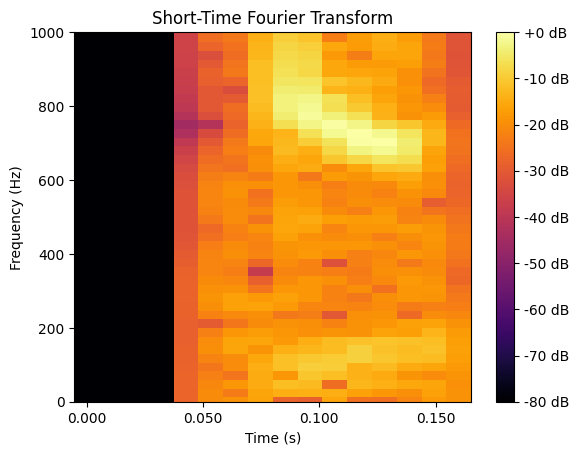 Short-Time Fourier Transform
1000
800
600
400
200
0
Frequency (Hz)
0.000
0.050
0.100
0.150
Time (s)
+0 dB
-10 dB
-20 dB
-30 dB
-40 dB
-50 dB
-60 dB
-70 dB
-80 dB